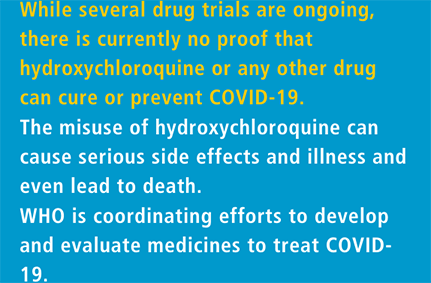 While several drug trials are ongoing,
there is currently no proof that
hydroxychloroquine or any other drug
can cure or prevent COVID-19.
The misuse of hydroxychloroquine can
cause serious side effects and illness and
even lead to death.
WHO is coordinating efforts to develop
and evaluate medicines to treat COVID-
19.